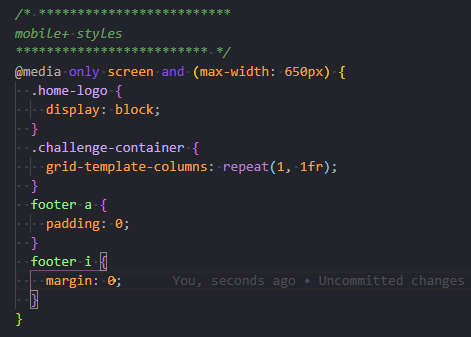 /* *************************
mobile+ styles
************************* */
@media only screen and (max-width: 650px) {
.home-logo {
display: block;
}
.challenge-container {
grid-template-columns: repeat(1, 1fr);
}
footer a {
padding: 0;
}
footer i {
margin: 0; You, seconds ago • Uncommitted changes
}
}